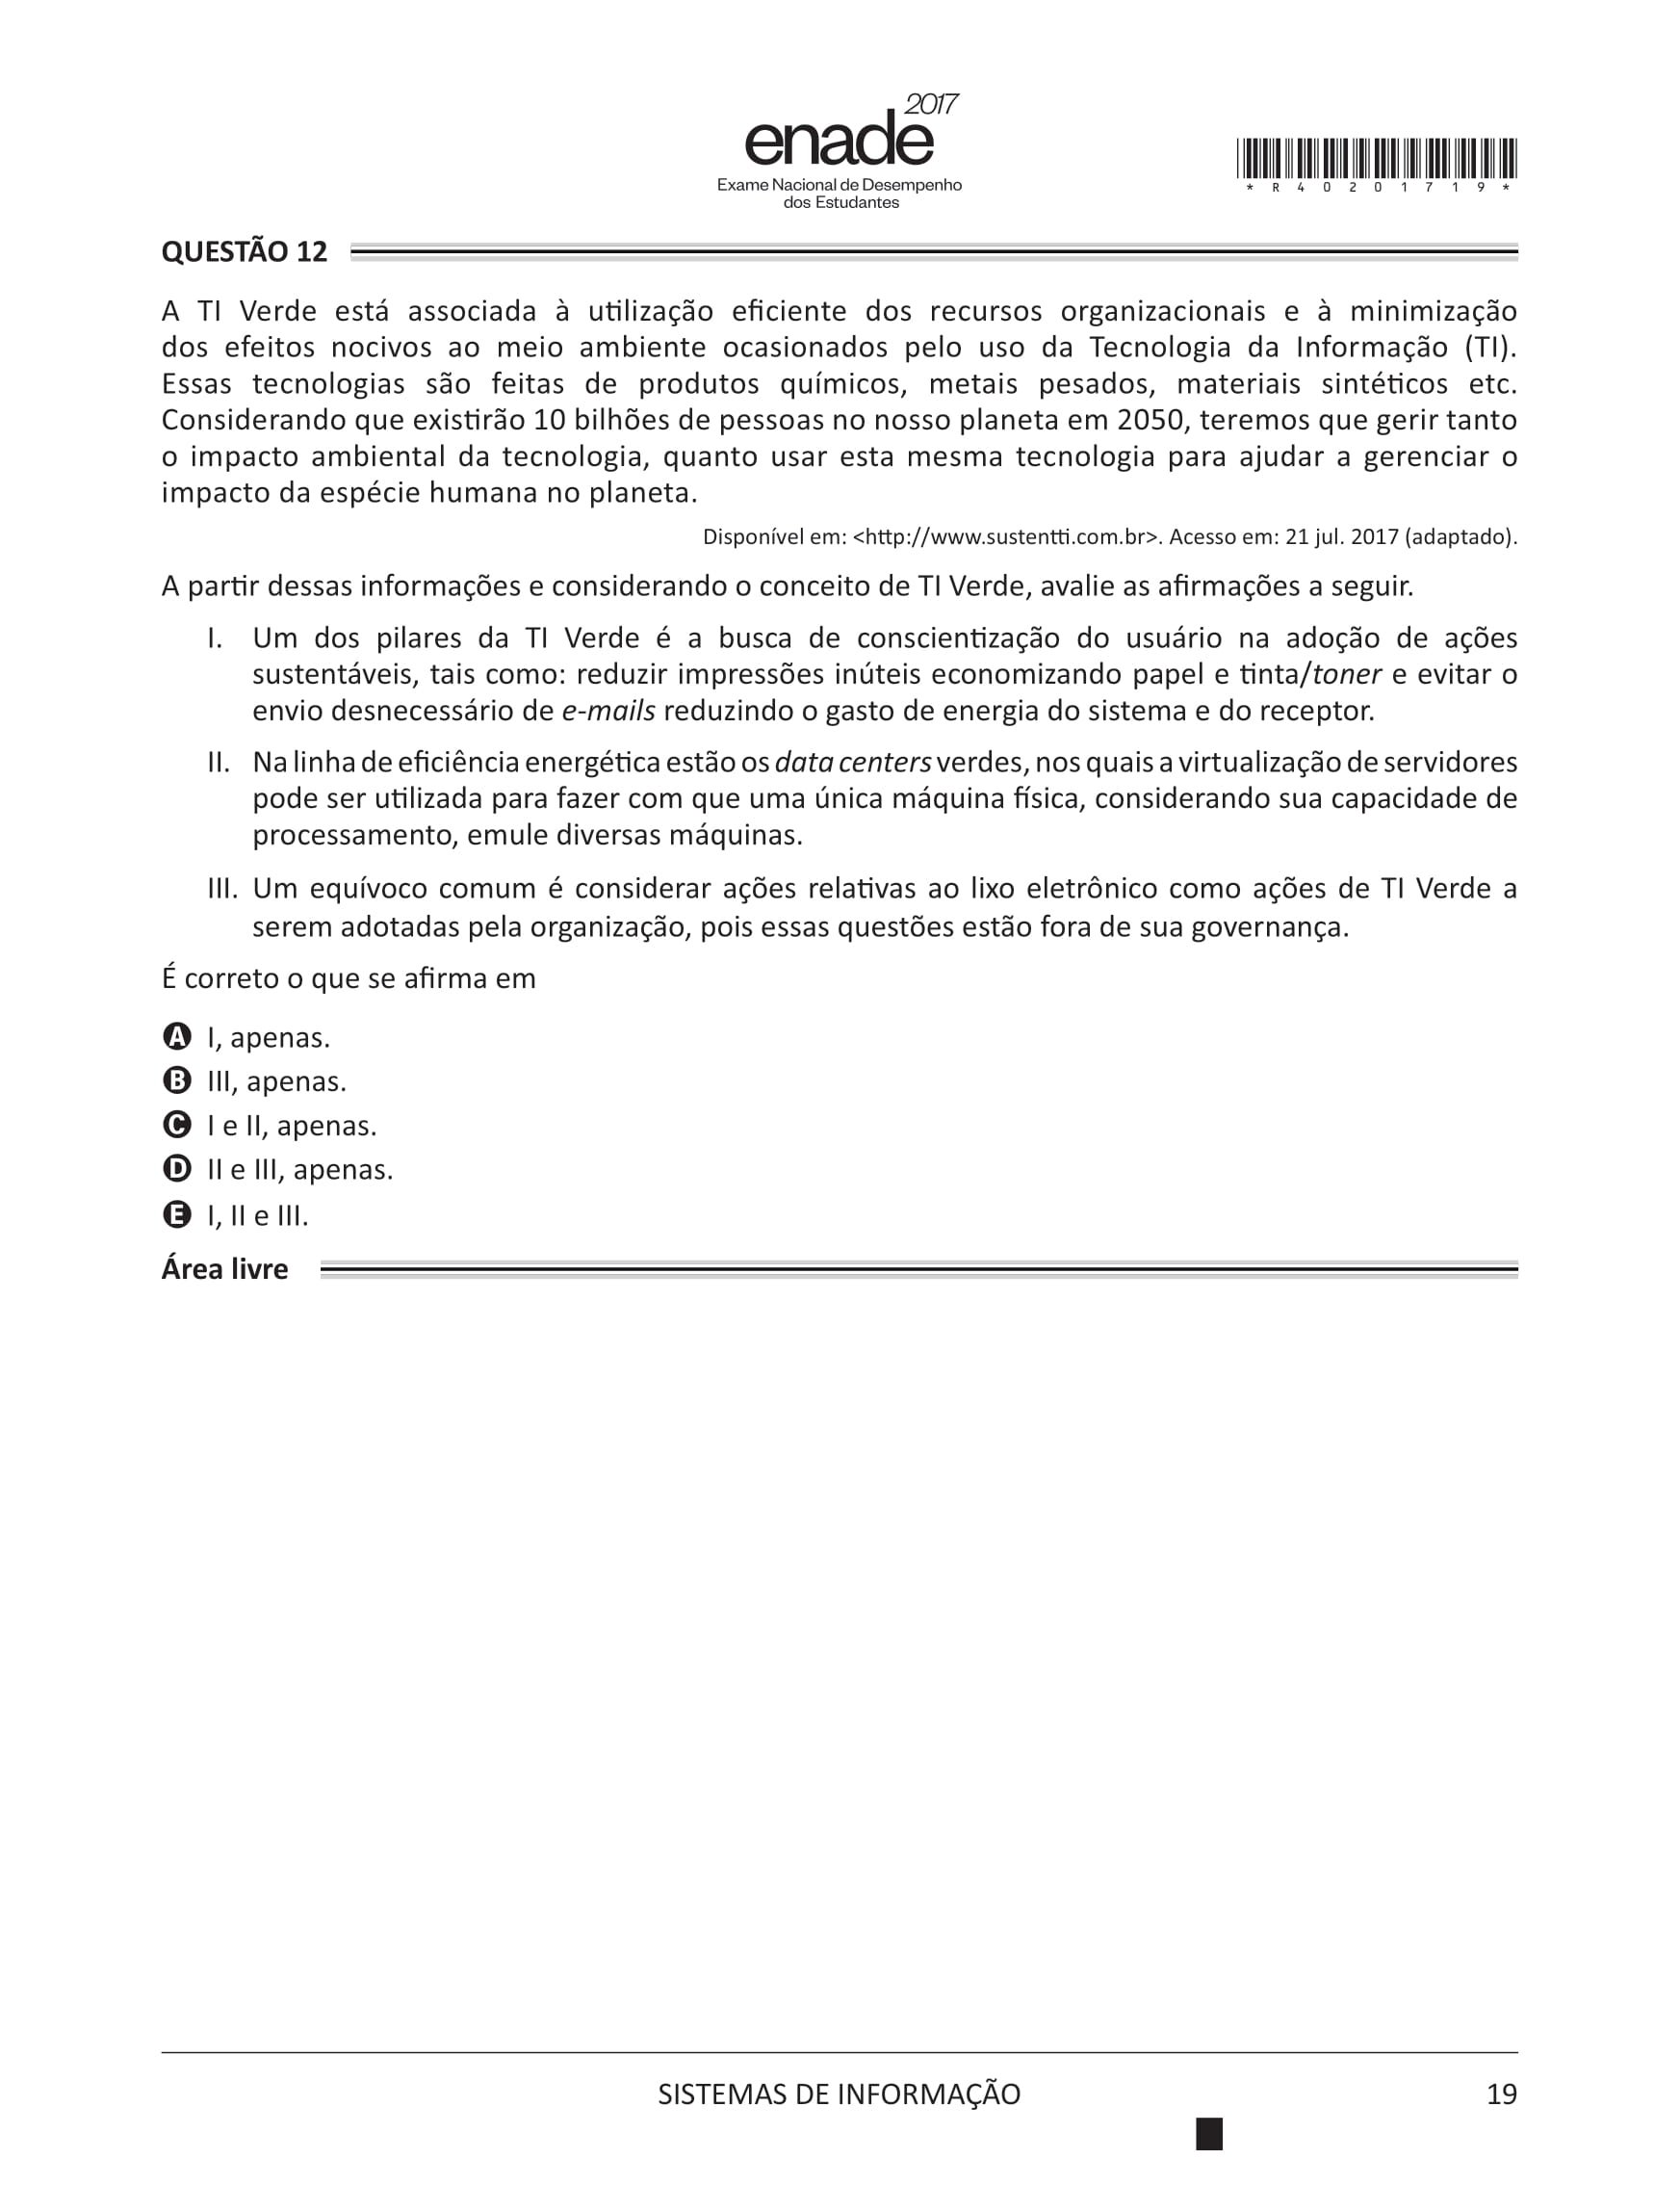 2017
enade
Exame Nacional de Desempenho
dos Estudantes
* R 4 0 2 0 1 7 1 9 *
QUESTÃO 12
A TI Verde está associada à utilização eficiente dos recursos organizacionais e à minimização
dos efeitos nocivos ao meio ambiente ocasionados pelo uso da Tecnologia da Informação (TI).
Essas tecnologias são feitas de produtos químicos, metais pesados, materiais sintéticos etc.
Considerando que existirão 10 bilhões de pessoas no nosso planeta em 2050, teremos que gerir tanto
o impacto ambiental da tecnologia, quanto usar esta mesma tecnologia para ajudar a gerenciar o
impacto da espécie humana no planeta.
Disponível em: <http://www.sustentti.com.br>. Acesso em: 21 jul. 2017 (adaptado).
A partir dessas informações e considerando o conceito de TI Verde, avalie as afirmações a seguir.
I. Um dos pilares da TI Verde é a busca de conscientização do usuário na adoção de ações
sustentáveis, tais como: reduzir impressões inúteis economizando papel e tinta/toner e evitar o
envio desnecessário de e-mails reduzindo o gasto de energia do sistema e do receptor.
II. Na linha de eficiência energética estão os data centers verdes, nos quais a virtualização de servidores
pode ser utilizada para fazer com que uma única máquina física, considerando sua capacidade de
processamento, emule diversas máquinas.
III. Um equívoco comum é considerar ações relativas ao lixo eletrônico como ações de TI Verde a
serem adotadas pela organização, pois essas questões estão fora de sua governança.
É correto o que se afirma em
A I, apenas.
B III, apenas.
C I e II, apenas.
D II e III, apenas.
E I, II e III.
Área livre
SISTEMAS DE INFORMAÇÃO
19